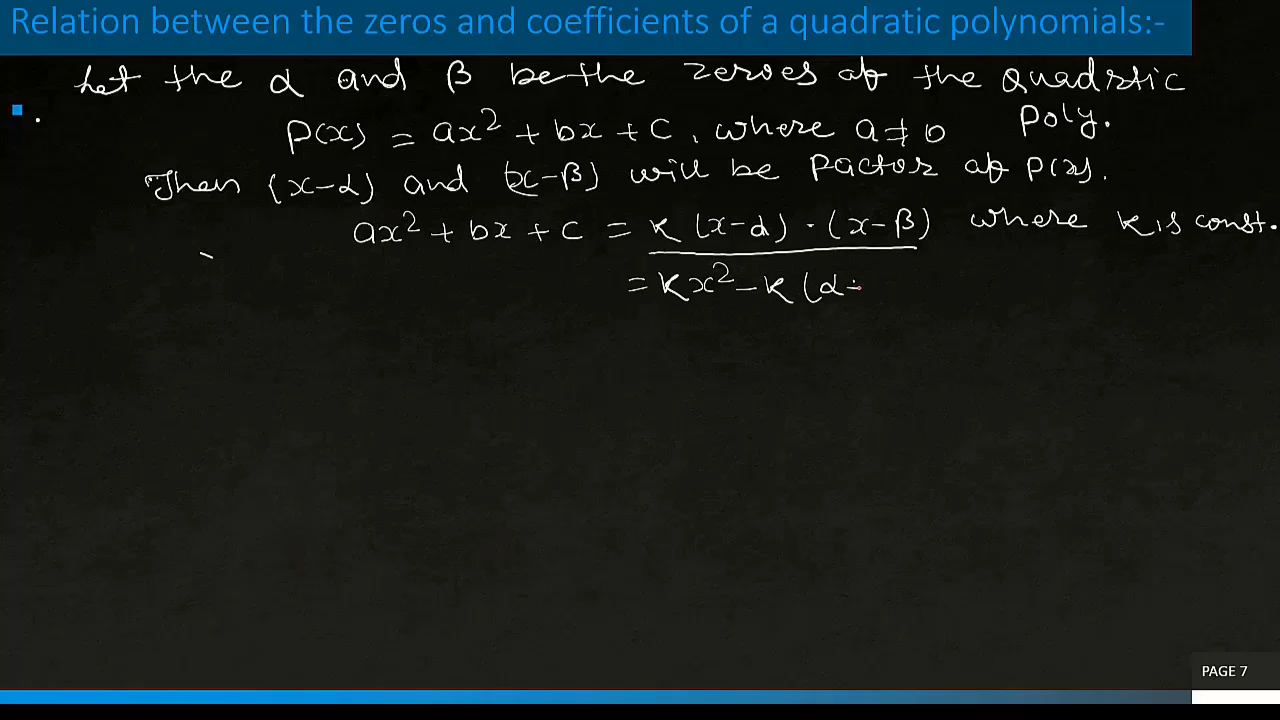 Relation between the zeros and coefficients of a quadratic polynomials:-
Let the α and β be the zeroes of the quadratic
P(x) = ax² + bx + c, where a ≠ 0 Poly.
Then (x-α) and (x-β) will be factor of P(x).
ax² + bx + c = K (x-α) · (x-β) where K is const.
= Kx² - K (α-
PAGE 7